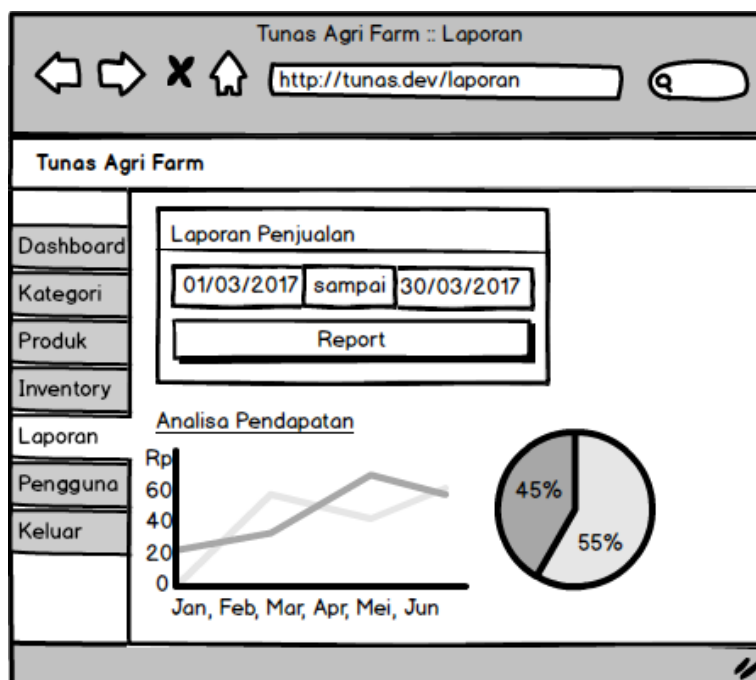 Tunas Agri Farm :: Laporan
http://tunas.dev/laporan
Tunas Agri Farm
Dashboard
Kategori
Produk
Inventory
Laporan
Pengguna
Keluar
Laporan Penjualan
01/03/2017 sampai 30/03/2017
Report
Analisa Pendapatan
Rp
60
40
20
0
Jan, Feb, Mar, Apr, Mei, Jun
45%
55%